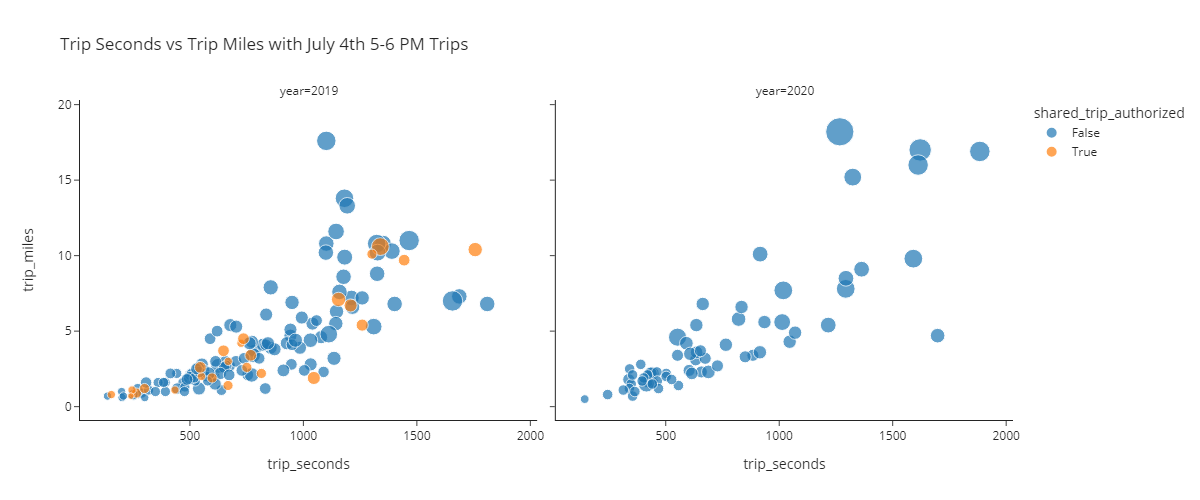 Trip Seconds vs Trip Miles with July 4th 5-6 PM Trips
year=2019
year=2020
shared_trip_authorized
False
True
trip_miles
20
15
10
5
0
500
1000
1500
2000
500
1000
1500
2000
trip_seconds
trip_seconds